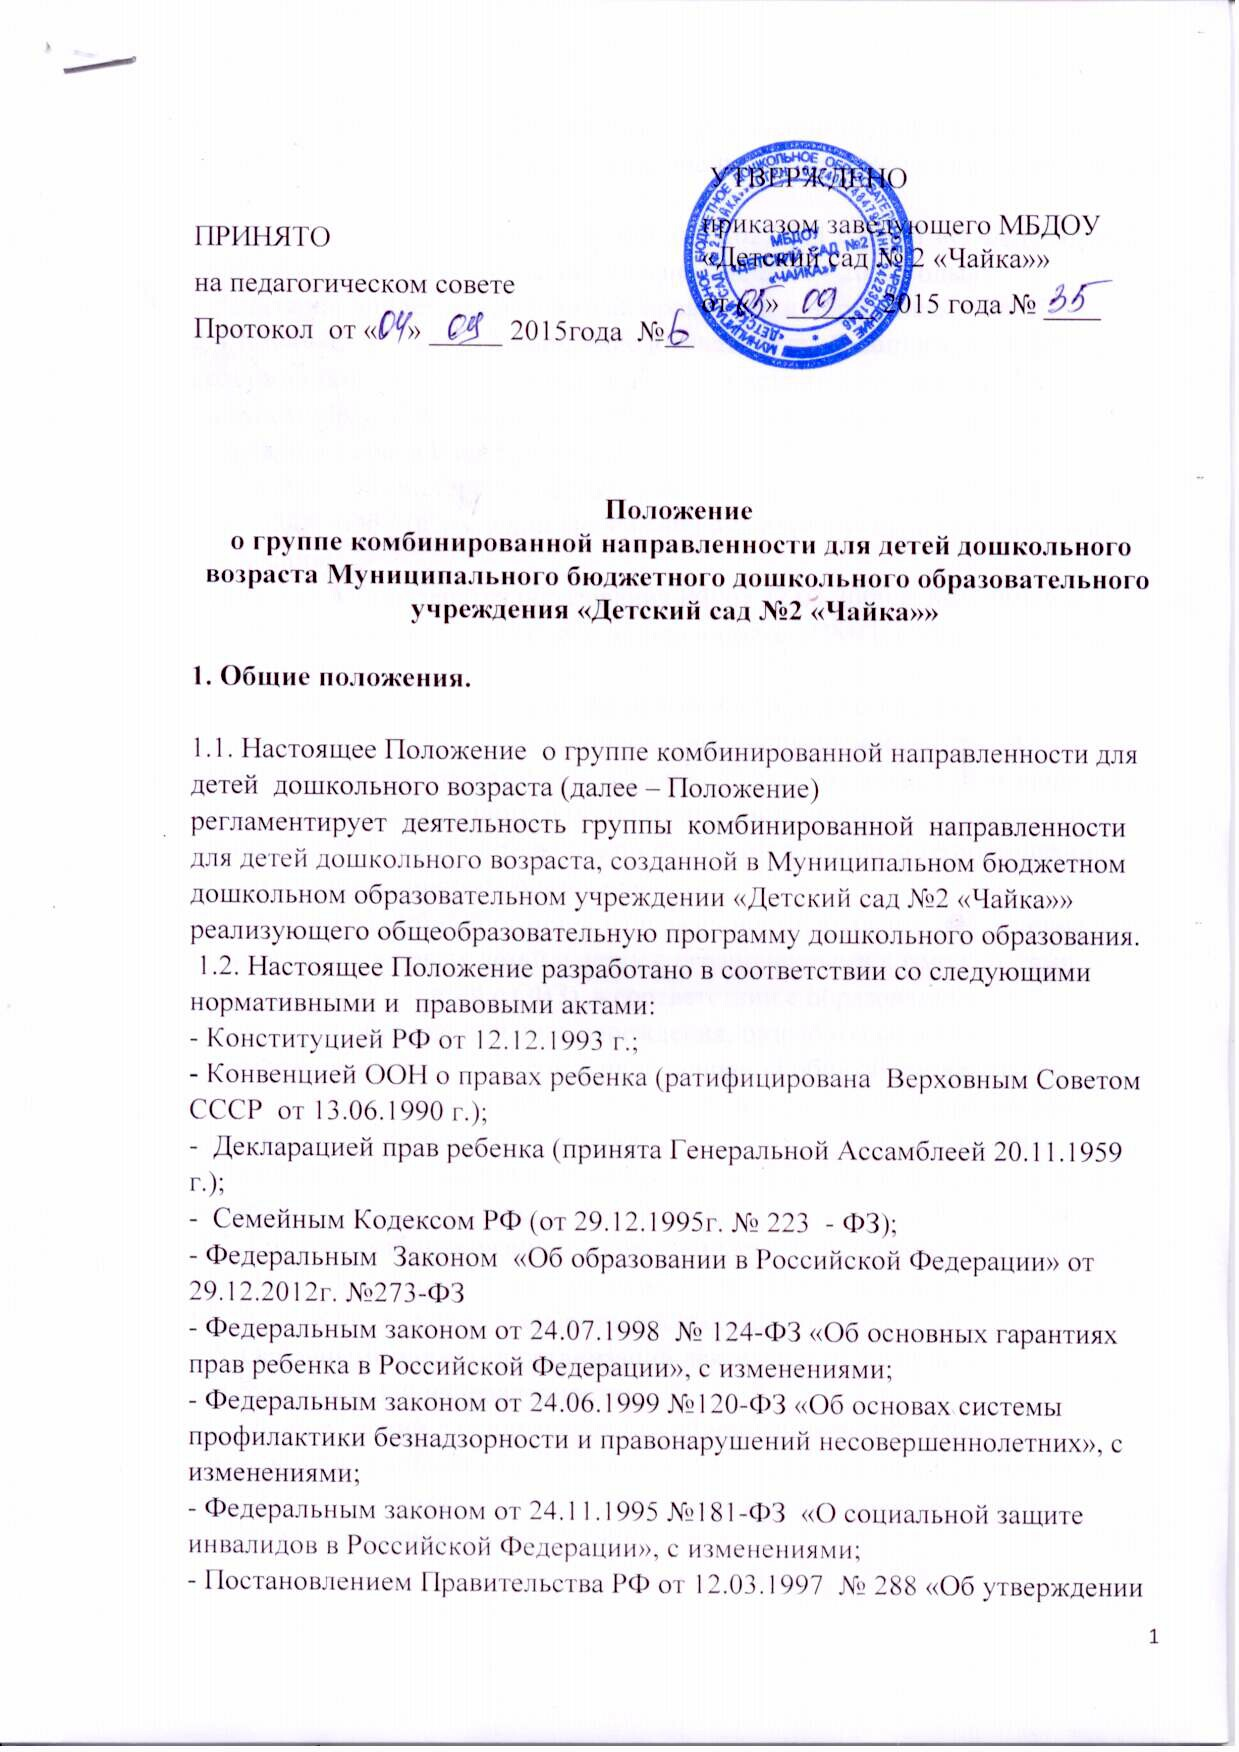 УТВЕРЖДЕНО
приказом заведующего МБДОУ
«Детский сад № 2 «Чайка»»
от «05» 09 2015 года № 35
ПРИНЯТО
на педагогическом совете
Протокол от «04» 09 2015года № 6
МБДОУ
«ДЕТСКИЙ САД №2
«ЧАЙКА»»
Положение
о группе комбинированной направленности для детей дошкольного
возраста Муниципального бюджетного дошкольного образовательного
учреждения «Детский сад №2 «Чайка»»
1. Общие положения.
1.1. Настоящее Положение о группе комбинированной направленности для
детей дошкольного возраста (далее – Положение)
регламентирует деятельность группы комбинированной направленности
для детей дошкольного возраста, созданной в Муниципальном бюджетном
дошкольном образовательном учреждении «Детский сад №2 «Чайка»»
реализующего общеобразовательную программу дошкольного образования.
1.2. Настоящее Положение разработано в соответствии со следующими
нормативными и правовыми актами:
- Конституцией РФ от 12.12.1993 г.;
- Конвенцией ООН о правах ребенка (ратифицирована Верховным Советом
СССР от 13.06.1990 г.);
- Декларацией прав ребенка (принята Генеральной Ассамблеей 20.11.1959
г.);
- Семейным Кодексом РФ (от 29.12.1995г. № 223 - ФЗ);
- Федеральным Законом «Об образовании в Российской Федерации» от
29.12.2012г. №273-ФЗ
- Федеральным законом от 24.07.1998 № 124-ФЗ «Об основных гарантиях
прав ребенка в Российской Федерации», с изменениями;
- Федеральным законом от 24.06.1999 №120-ФЗ «Об основах системы
профилактики безнадзорности и правонарушений несовершеннолетних», с
изменениями;
- Федеральным законом от 24.11.1995 №181-ФЗ «О социальной защите
инвалидов в Российской Федерации», с изменениями;
- Постановлением Правительства РФ от 12.03.1997 № 288 «Об утверждении
1